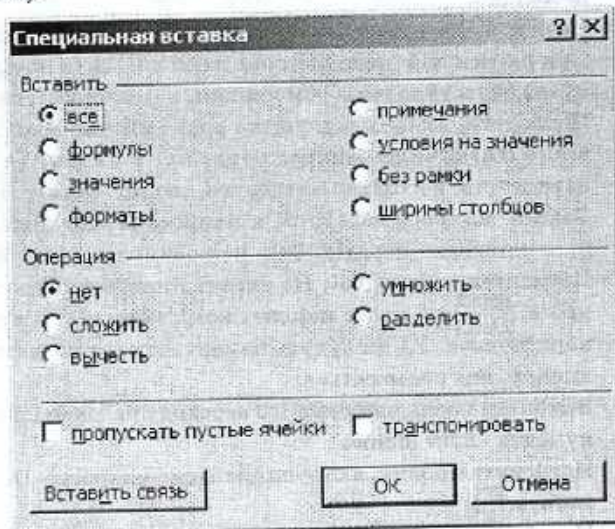 Специальная вставка
Вставить
все
примечания
формулы
условия на значения
значения
без рамки
форматы
ширины столбцов
Операция
нет
умножить
сложить
разделить
вычесть
пропускать пустые ячейки
транспонировать
Вставить связь
ОК
Отмена